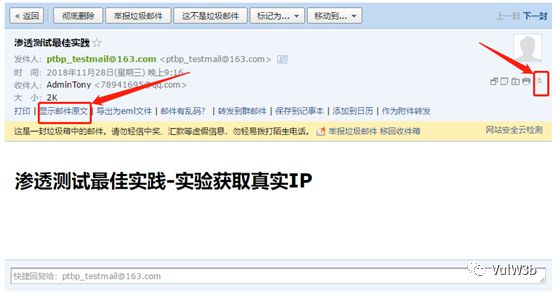 « 返回 彻底删除 举报垃圾邮件 这不是垃圾邮件 标记为... 移动到... 上一封 下一封
渗透测试最佳实践
发件人: ptbp_testmail@163.com <ptbp_testmail@163.com>
时 间: 2018年11月28日(星期三) 晚上9:16
收件人: AdminTony <78941695@qq.com>
大 小: 2K
打印 | 显示邮件原文 | 导出为eml文件 | 邮件有乱码? | 转发到群邮件 | 保存到记事本 | 添加到日历 | 作为附件转发
这是一封垃圾箱中的邮件。请勿轻信中奖、汇款等虚假信息，勿轻易拨打陌生电话。 举报垃圾邮件 移回收件箱 网站安全云检测
渗透测试最佳实践-实验获取真实IP
VulW3b
快捷回复给: ptbp_testmail@163.com